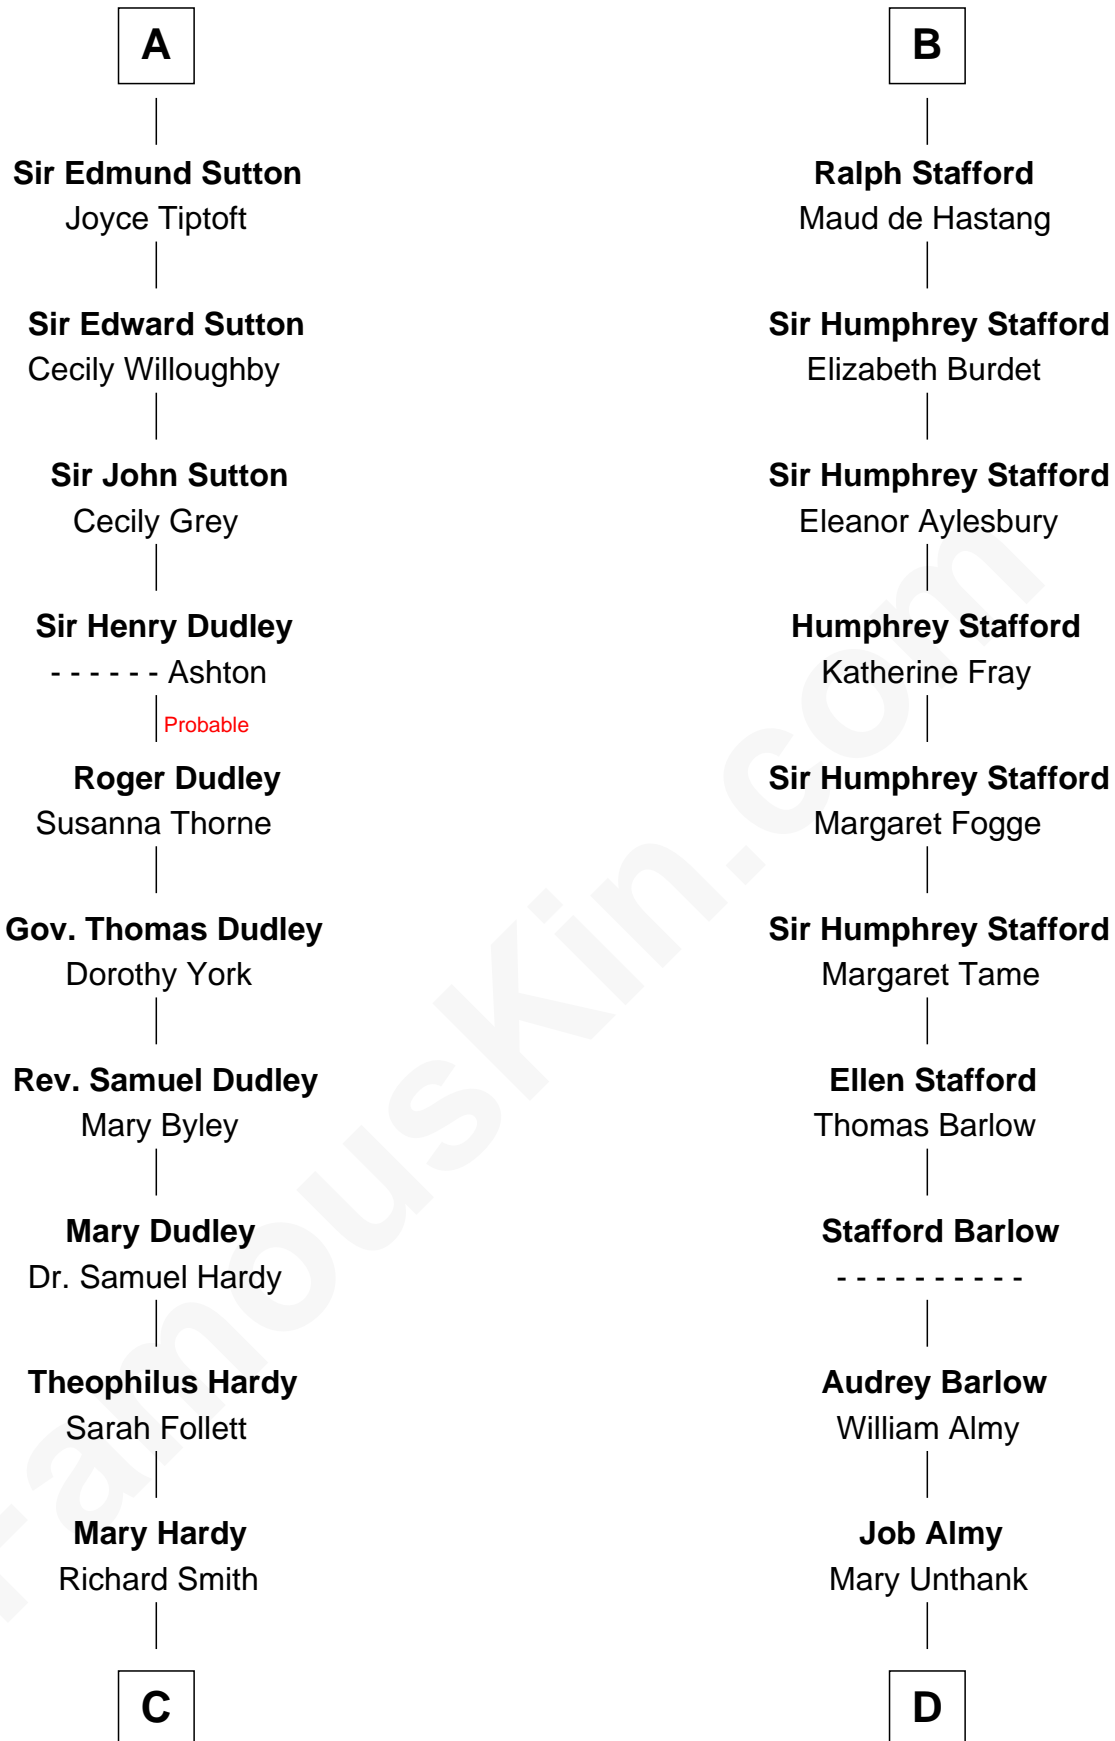 A
Sir Edmund Sutton
Joyce Tiptoft
Sir Edward Sutton
Cecily Willoughby
Sir John Sutton
Cecily Grey
Sir Henry Dudley
- - - - - - Ashton
Probable
Roger Dudley
Susanna Thorne
Gov. Thomas Dudley
Dorothy York
Rev. Samuel Dudley
Mary Byley
Mary Dudley
Dr. Samuel Hardy
Theophilus Hardy
Sarah Follett
Mary Hardy
Richard Smith
C
B
Ralph Stafford
Maud de Hastang
Sir Humphrey Stafford
Elizabeth Burdet
Sir Humphrey Stafford
Eleanor Aylesbury
Humphrey Stafford
Katherine Fray
Sir Humphrey Stafford
Margaret Fogge
Sir Humphrey Stafford
Margaret Tame
Ellen Stafford
Thomas Barlow
Stafford Barlow
- - - - - - - - - -
Audrey Barlow
William Almy
Job Almy
Mary Unthank
D
FamousKin.com